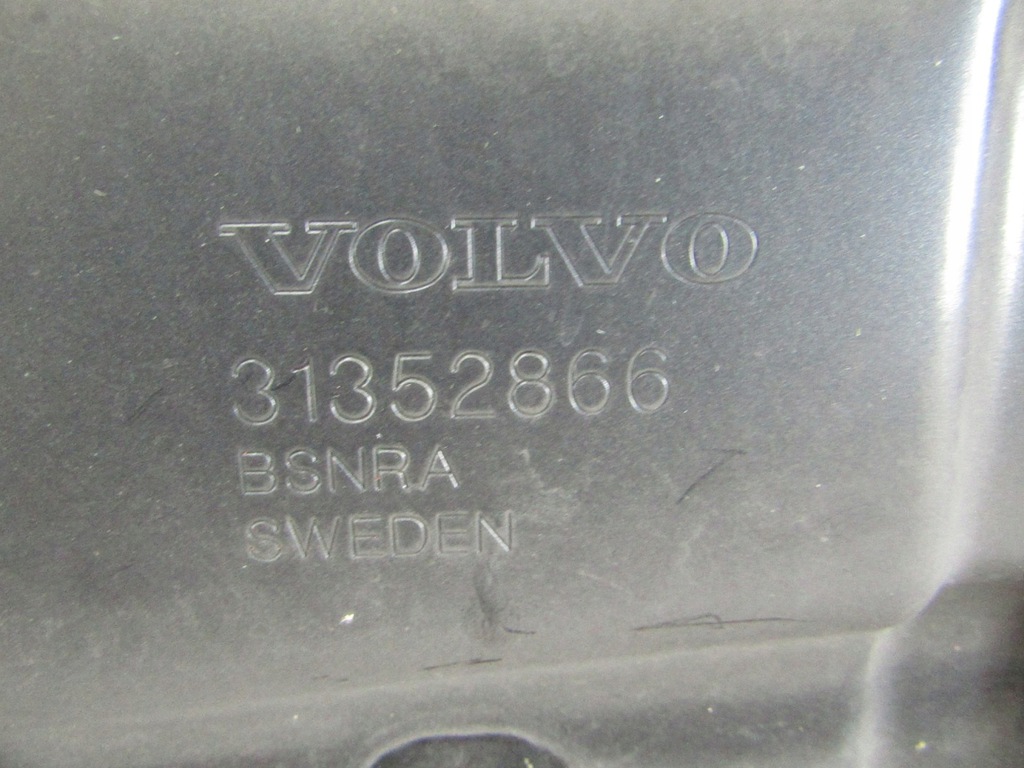 VOLVO
31352866
BSNRA
SWEDEN